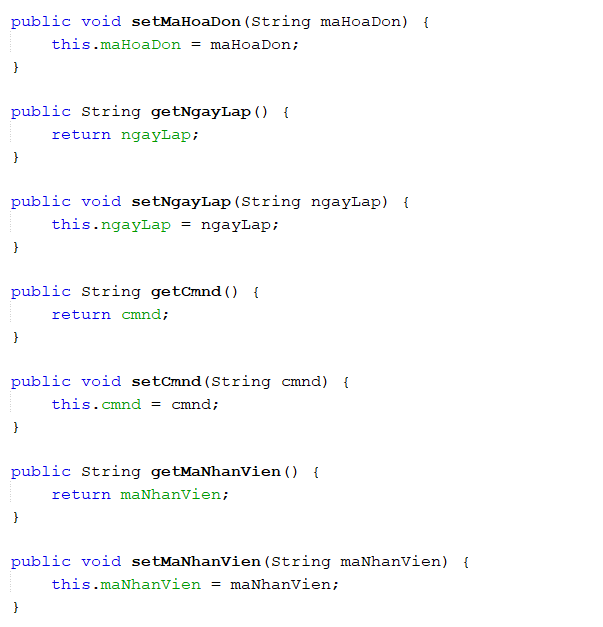 public void setMaHoaDon(String maHoaDon) {
    this.maHoaDon = maHoaDon;
}

public String getNgayLap() {
    return ngayLap;
}

public void setNgayLap(String ngayLap) {
    this.ngayLap = ngayLap;
}

public String getCmnd() {
    return cmnd;
}

public void setCmnd(String cmnd) {
    this.cmnd = cmnd;
}

public String getMaNhanVien() {
    return maNhanVien;
}

public void setMaNhanVien(String maNhanVien) {
    this.maNhanVien = maNhanVien;
}